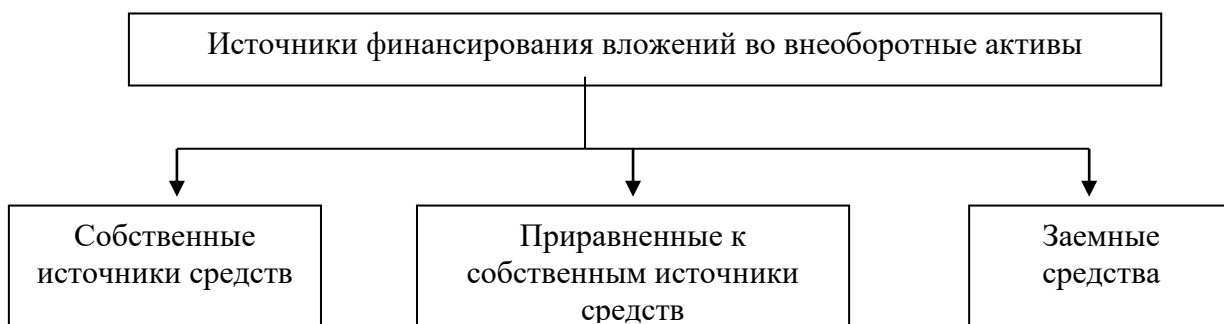 Источники финансирования вложений во внеоборотные активы
Собственные
источники средств
Приравненные к
собственным источники
средств
Заемные
средства